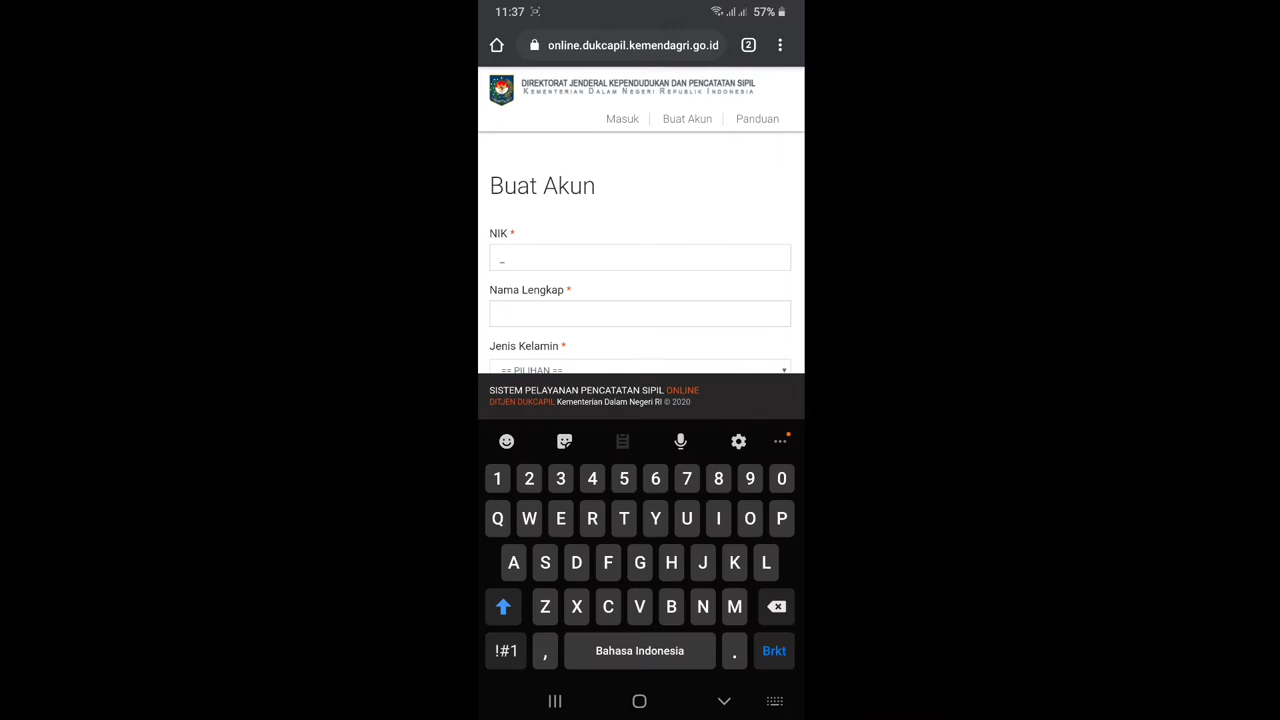 11:37 57%
online.dukcapil.kemendagri.go.id 2
DIREKTORAT JENDERAL KEPENDUDUKAN DAN PENCATATAN SIPIL
KEMENTERIAN DALAM NEGERI REPUBLIK INDONESIA
Masuk Buat Akun Panduan
Buat Akun
NIK *
_
Nama Lengkap *
Jenis Kelamin *
== PILIHAN ==
SISTEM PELAYANAN PENCATATAN SIPIL ONLINE
DITJEN DUKCAPIL Kementerian Dalam Negeri RI © 2020
1 2 3 4 5 6 7 8 9 0
Q W E R T Y U I O P
A S D F G H J K L
Z X C V B N M
!#1 , Bahasa Indonesia . Brkt